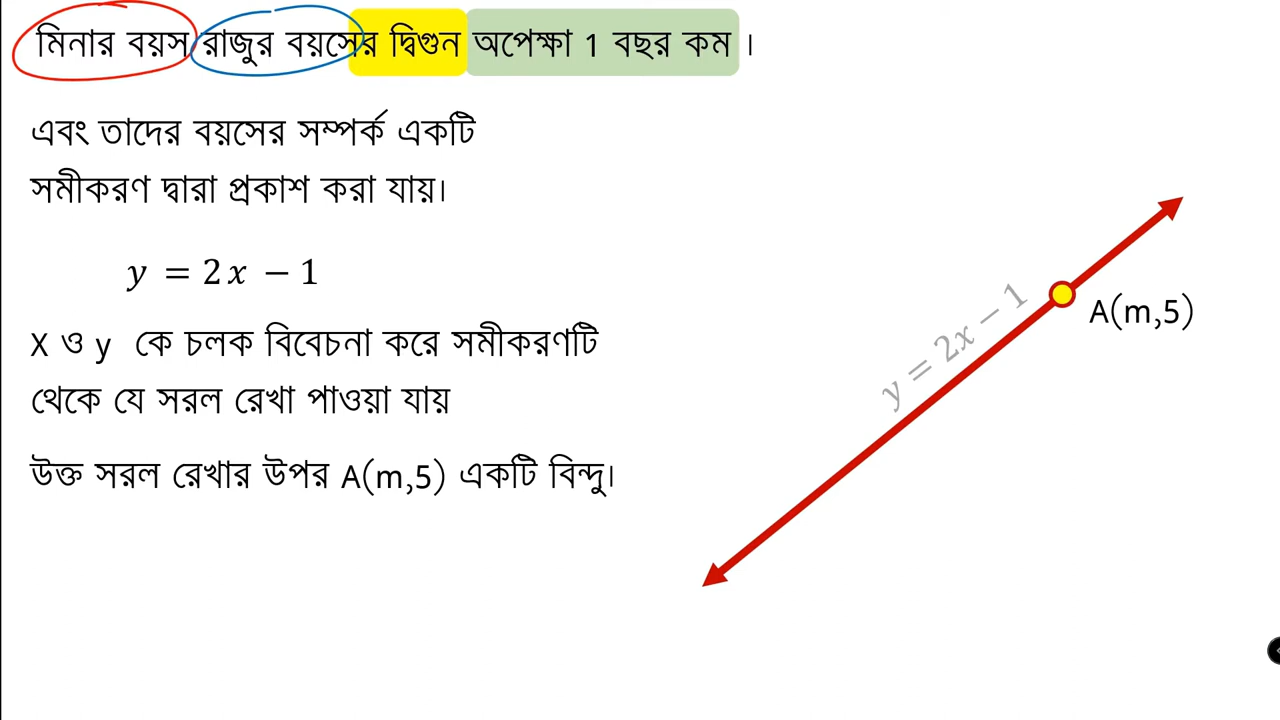 মিনার বয়স রাজুর বয়সের দ্বিগুন অপেক্ষা 1 বছর কম ।
এবং তাদের বয়সের সম্পর্ক একটি
সমীকরণ দ্বারা প্রকাশ করা যায়।
y = 2x − 1
X ও y কে চলক বিবেচনা করে সমীকরণটি
থেকে যে সরল রেখা পাওয়া যায়
উক্ত সরল রেখার উপর A(m,5) একটি বিন্দু।
y = 2x − 1
A(m,5)